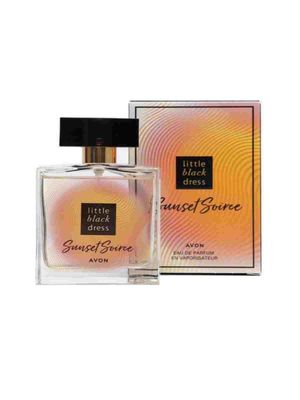 little
black
dress
Sunset Soiree
AVON
little
black
dress
Sunset Soiree
AVON
EAU DE PARFUM
EN VAPORISATEUR